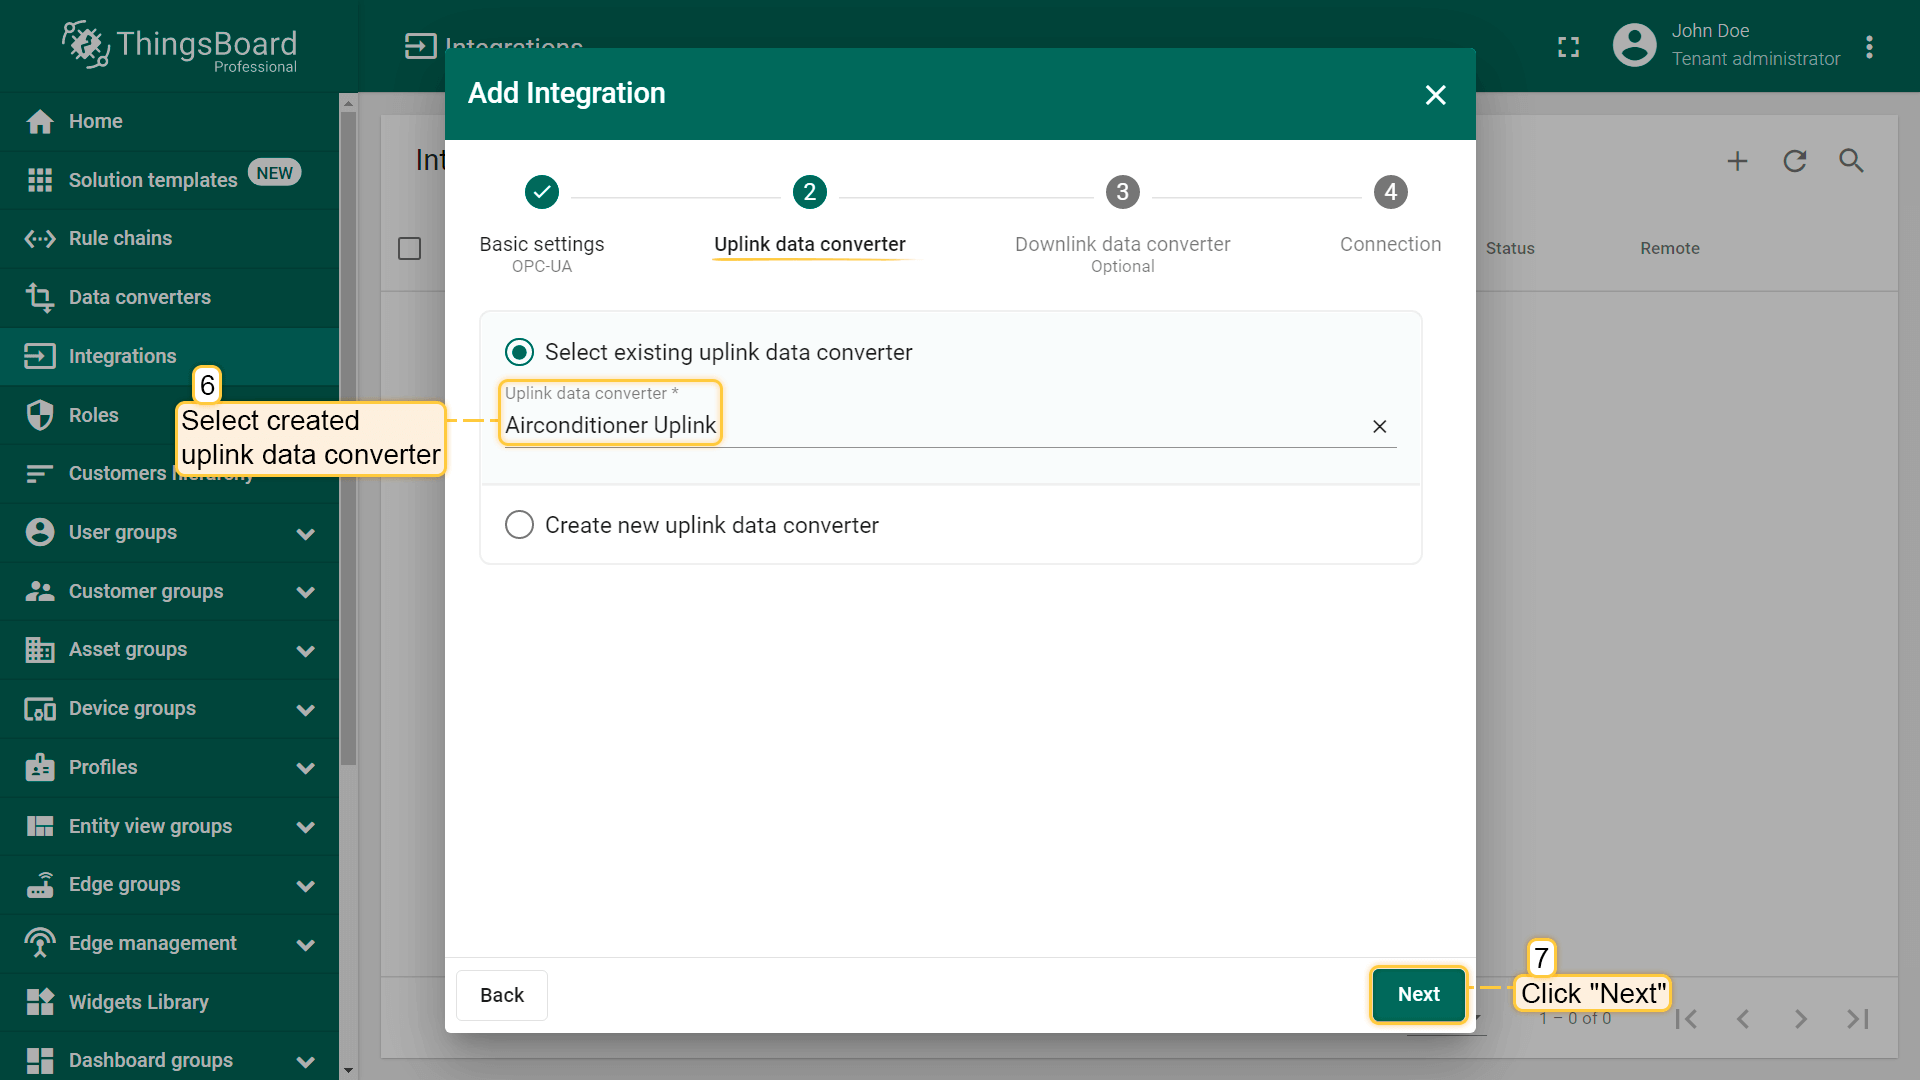 ThingsBoard
Professional
Integrations
John Doe
Tenant administrator
Home
Solution templates NEW
Rule chains
Data converters
Integrations
Roles
Customers hierarchy
User groups
Customer groups
Asset groups
Device groups
Profiles
Entity view groups
Edge groups
Edge management
Widgets Library
Dashboard groups
6
Select created
uplink data converter
Int
Status
Remote
Add Integration
2
3
4
Basic settings
OPC-UA
Uplink data converter
Downlink data converter
Optional
Connection
Select existing uplink data converter
Uplink data converter *
Airconditioner Uplink
Create new uplink data converter
Back
Next
7
Click "Next"
1 – 0 of 0